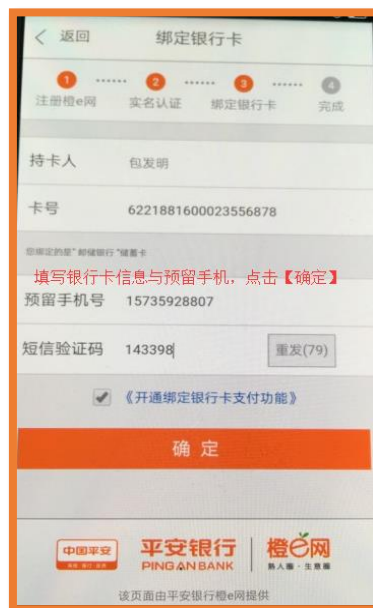 返回 绑定银行卡
1 ...... 2 ...... 3 ...... 4
注册橙e网 实名认证 绑定银行卡 完成
持卡人 包发明
卡号 6221881600023556878
您绑定的是"邮储银行"储蓄卡
填写银行卡信息与预留手机，点击【确定】
预留手机号 15735928807
短信验证码 143398 重发(79)
《开通绑定银行卡支付功能》
确 定
中国平安 平安银行 橙e网
PING AN BANK 熟人圈·生意圈
该页面由平安银行橙e网提供